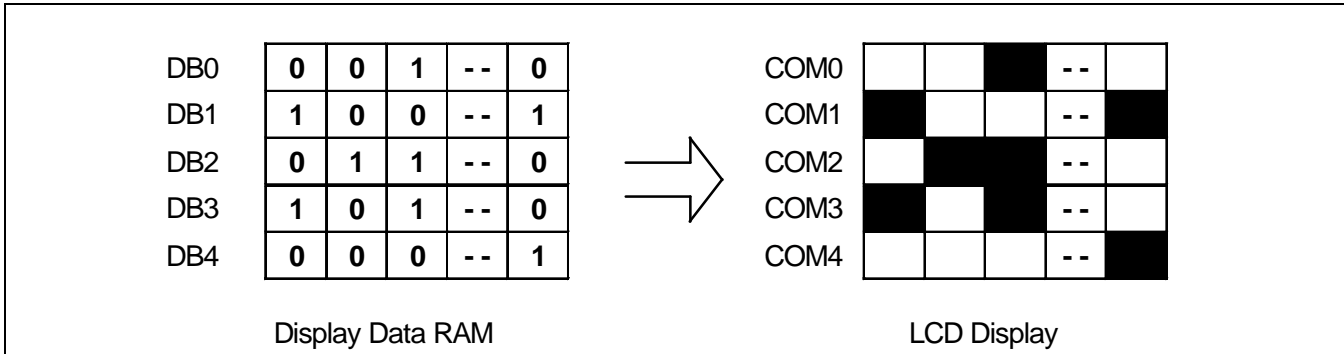 DB0 0 0 1 - - 0 COM0 - -
DB1 1 0 0 - - 1 COM1 - -
DB2 0 1 1 - - 0 COM2 - -
DB3 1 0 1 - - 0 COM3 - -
DB4 0 0 0 - - 1 COM4 - -
Display Data RAM LCD Display